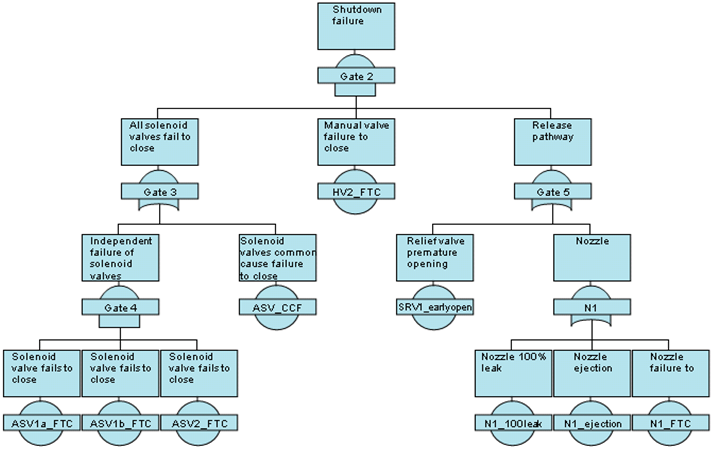 Shutdown
failure
Gate 2
All solenoid
valves fail to
close
Gate 3
Manual valve
failure to
close
HV2_FTC
Release
pathway
Gate 5
Independent
failure of
solenoid
valves
Gate 4
Solenoid
valves common
cause failure
to close
ASV_CCF
Relief valve
premature
opening
SRV1_earlyopen
Nozzle
N1
Solenoid
valve fails to
close
ASV1a_FTC
Solenoid
valve fails to
close
ASV1b_FTC
Solenoid
valve fails to
close
ASV2_FTC
Nozzle 100%
leak
N1_100leak
Nozzle
ejection
N1_ejection
Nozzle
failure to
N1_FTC